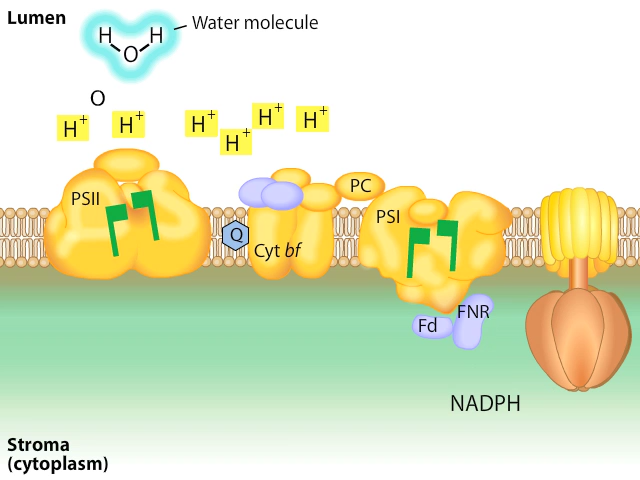 Lumen
H H
O
Water molecule
O
H+ H+ H+ H+ H+ H+
PSII
PC
PSI
Q
Cyt bf
Fd
FNR
NADPH
Stroma
(cytoplasm)